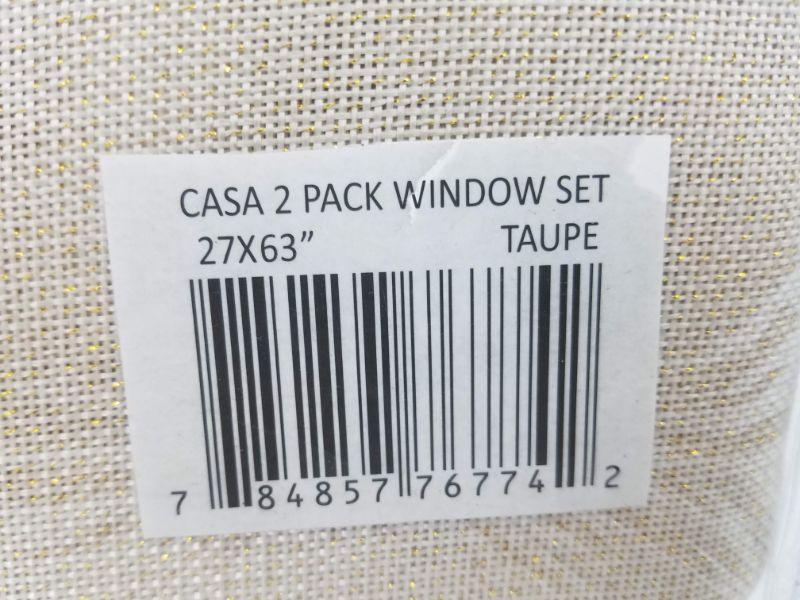 CASA 2 PACK WINDOW SET
27X63” TAUPE
7 84857 76774 2